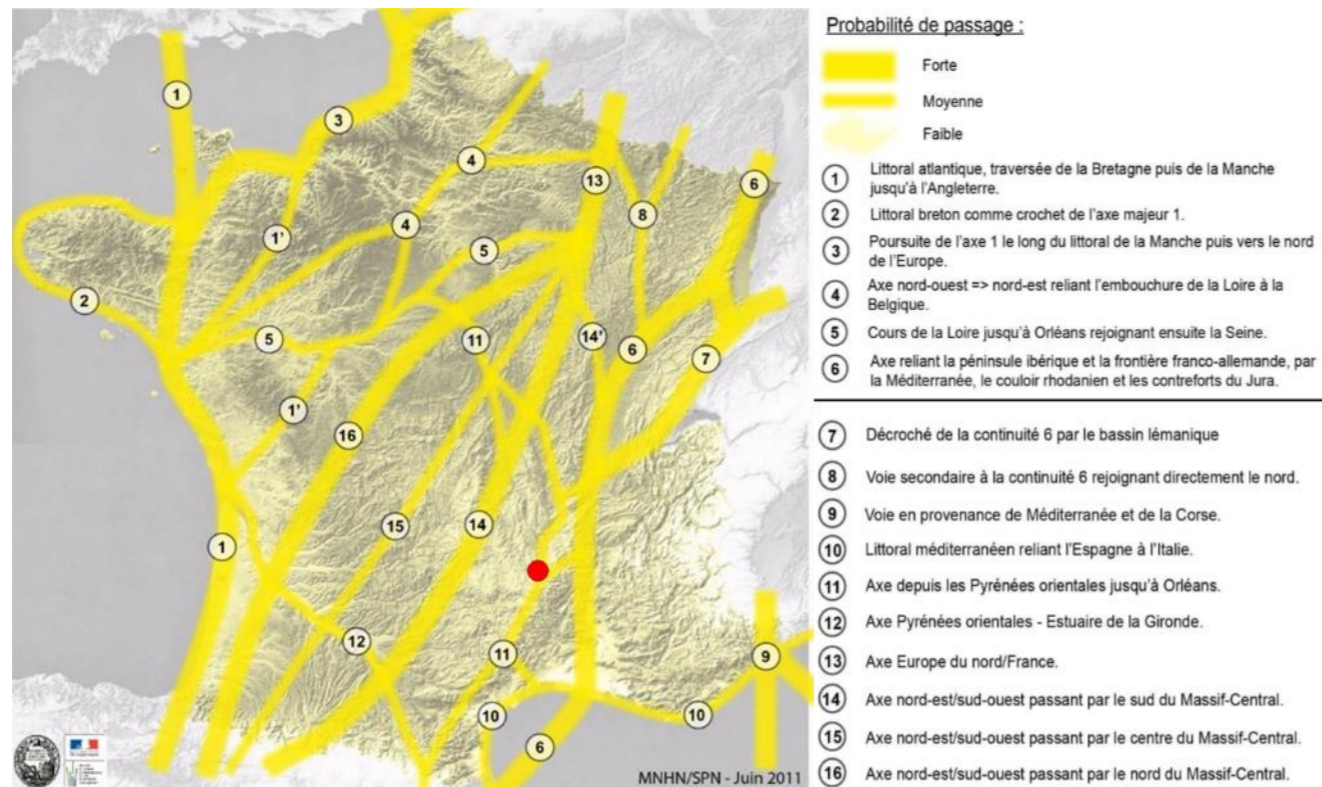 1
3
4
13
6
8
1'
4
5
2
5
11
14'
6
7
1'
16
15
14
1
12
11
9
10
10
6
MNHN/SPN - Juin 2011
Probabilité de passage :
Forte
Moyenne
Faible
1 Littoral atlantique, traversée de la Bretagne puis de la Manche
jusqu'à l'Angleterre.
2 Littoral breton comme crochet de l'axe majeur 1.
3 Poursuite de l'axe 1 le long du littoral de la Manche puis vers le nord
de l'Europe.
4 Axe nord-ouest => nord-est reliant l'embouchure de la Loire à la
Belgique.
5 Cours de la Loire jusqu'à Orléans rejoignant ensuite la Seine.
6 Axe reliant la péninsule ibérique et la frontière franco-allemande, par
la Méditerranée, le couloir rhodanien et les contreforts du Jura.
7 Décroché de la continuité 6 par le bassin lémanique
8 Voie secondaire à la continuité 6 rejoignant directement le nord.
9 Voie en provenance de Méditerranée et de la Corse.
10 Littoral méditerranéen reliant l'Espagne à l'Italie.
11 Axe depuis les Pyrénées orientales jusqu'à Orléans.
12 Axe Pyrénées orientales - Estuaire de la Gironde.
13 Axe Europe du nord/France.
14 Axe nord-est/sud-ouest passant par le sud du Massif-Central.
15 Axe nord-est/sud-ouest passant par le centre du Massif-Central.
16 Axe nord-est/sud-ouest passant par le nord du Massif-Central.